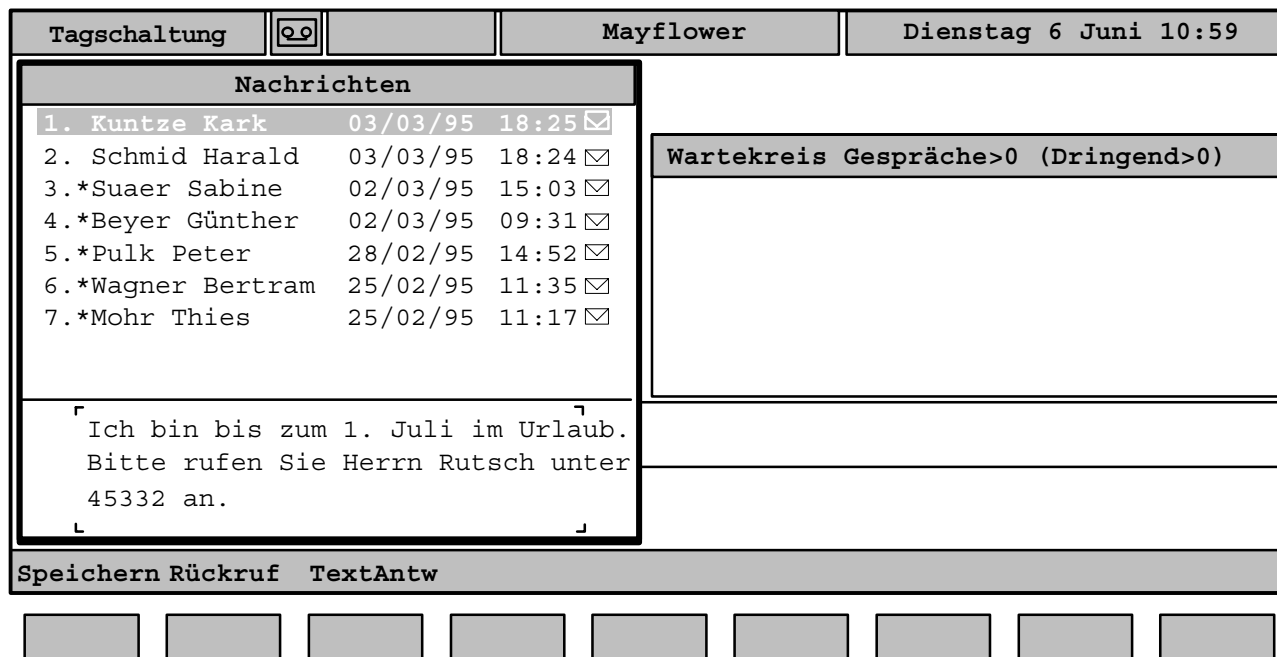 Tagschaltung Mayflower Dienstag 6 Juni 10:59
Nachrichten
1. Kuntze Kark 03/03/95 18:25
2. Schmid Harald 03/03/95 18:24
3.*Suaer Sabine 02/03/95 15:03
4.*Beyer Günther 02/03/95 09:31
5.*Pulk Peter 28/02/95 14:52
6.*Wagner Bertram 25/02/95 11:35
7.*Mohr Thies 25/02/95 11:17
Wartekreis Gespräche>0 (Dringend>0)
Ich bin bis zum 1. Juli im Urlaub.
Bitte rufen Sie Herrn Rutsch unter
45332 an.
Speichern Rückruf TextAntw